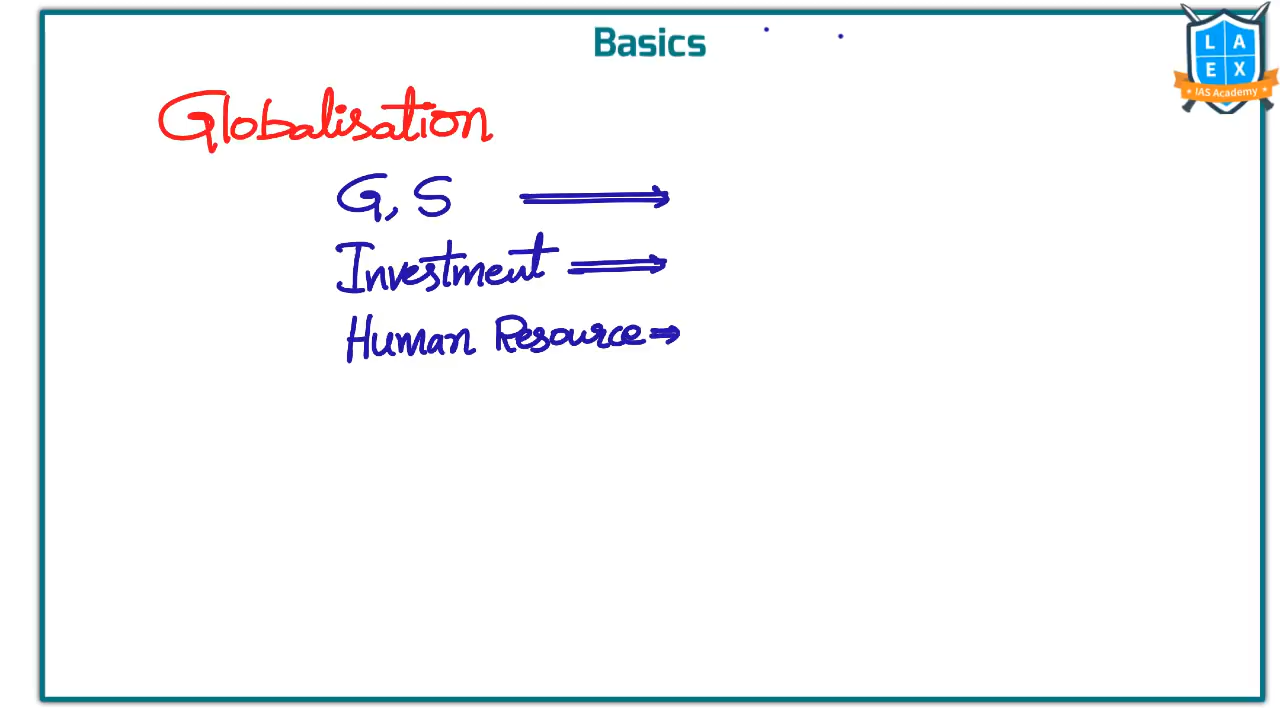 Basics
L A
E X
IAS Academy
Globalisation
G, S ⟹
Investment ⟹
Human Resource ⇒